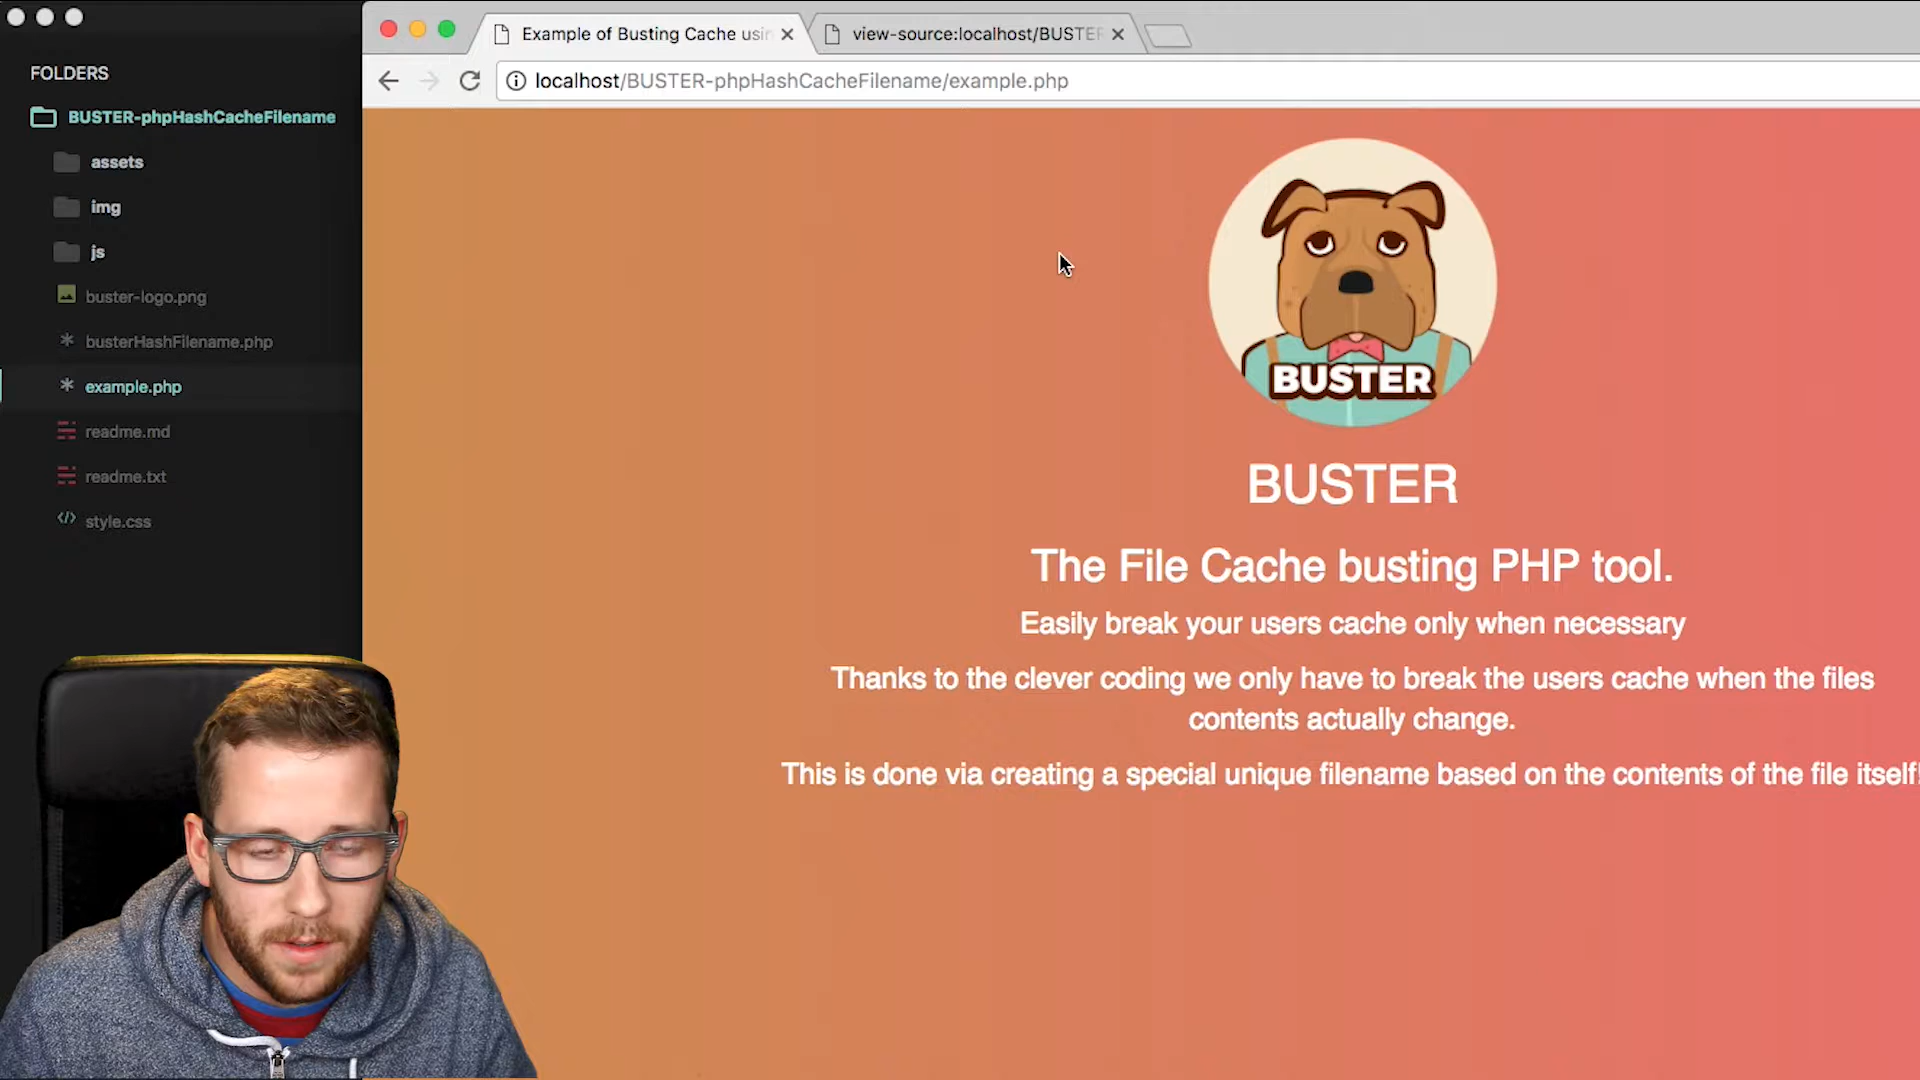 FOLDERS
BUSTER-phpHashCacheFilename
assets
img
js
buster-logo.png
busterHashFilename.php
example.php
readme.md
readme.txt
style.css
Example of Busting Cache usin
view-source:localhost/BUSTER
localhost/BUSTER-phpHashCacheFilename/example.php
BUSTER
BUSTER
The File Cache busting PHP tool.
Easily break your users cache only when necessary
Thanks to the clever coding we only have to break the users cache when the files
contents actually change.
This is done via creating a special unique filename based on the contents of the file itself!